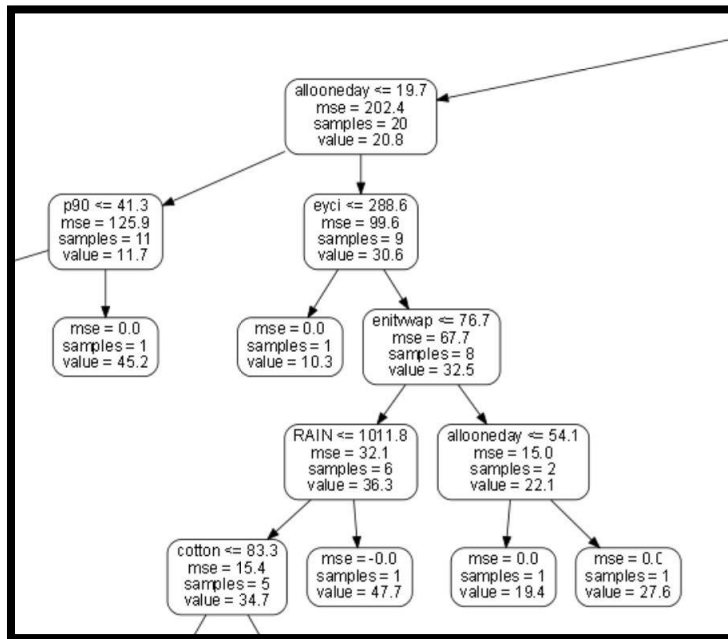 allooneday <= 19.7
mse = 202.4
samples = 20
value = 20.8
p90 <= 41.3
mse = 125.9
samples = 11
value = 11.7
eyci <= 288.6
mse = 99.6
samples = 9
value = 30.6
mse = 0.0
samples = 1
value = 45.2
mse = 0.0
samples = 1
value = 10.3
enitvwap <= 76.7
mse = 67.7
samples = 8
value = 32.5
RAIN <= 1011.8
mse = 32.1
samples = 6
value = 36.3
allooneday <= 54.1
mse = 15.0
samples = 2
value = 22.1
cotton <= 83.3
mse = 15.4
samples = 5
value = 34.7
mse = -0.0
samples = 1
value = 47.7
mse = 0.0
samples = 1
value = 19.4
mse = 0.0
samples = 1
value = 27.6